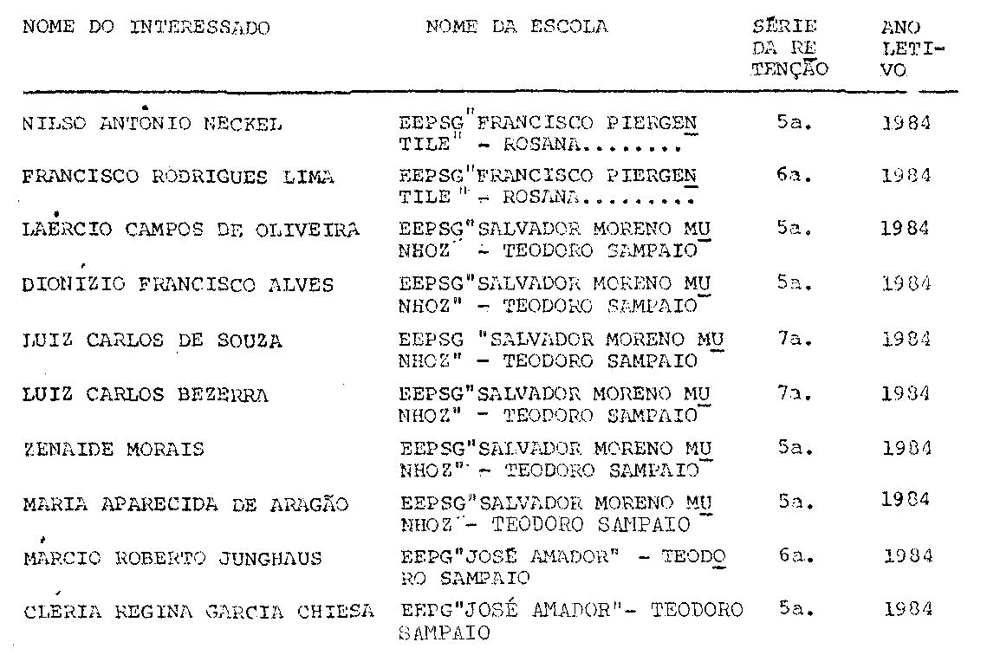 NOME DO INTERESSADO NOME DA ESCOLA SÉRIE ANO
DA RE LETI-
TENÇÃO VO
NILSO ANTÔNIO NECKEL EEPSG"FRANCISCO PIERGEN 5a. 1984
TILE" - ROSANA........
FRANCISCO RODRIGUES LIMA EEPSG"FRANCISCO PIERGEN 6a. 1984
TILE" - ROSANA.........
LAÉRCIO CAMPOS DE OLIVEIRA EEPSG"SALVADOR MORENO MU 5a. 1984
NHOZ" - TEODORO SAMPAIO
DIONÍZIO FRANCISCO ALVES EEPSG"SALVADOR MORENO MU 5a. 1984
NHOZ" - TEODORO SAMPAIO
LUIZ CARLOS DE SOUZA EEPSG "SALVADOR MORENO MU 7a. 1984
NHOZ" - TEODORO SAMPAIO
LUIZ CARLOS BEZERRA EEPSG"SALVADOR MORENO MU 7a. 1984
NHOZ" - TEODORO SAMPAIO
ZENAIDE MORAIS EEPSG"SALVADOR MORENO MU 5a. 1984
NHOZ" - TEODORO SAMPAIO
MARIA APARECIDA DE ARAGÃO EEPSG"SALVADOR MORENO MU 5a. 1984
NHOZ"- TEODORO SAMPAIO
MÁRCIO ROBERTO JUNGHAUS EEPG"JOSÉ AMADOR" - TEODO 6a. 1984
RO SAMPAIO
CLÉRIA REGINA GARCIA CHIESA EEPG"JOSÉ AMADOR"- TEODORO 5a. 1984
SAMPAIO